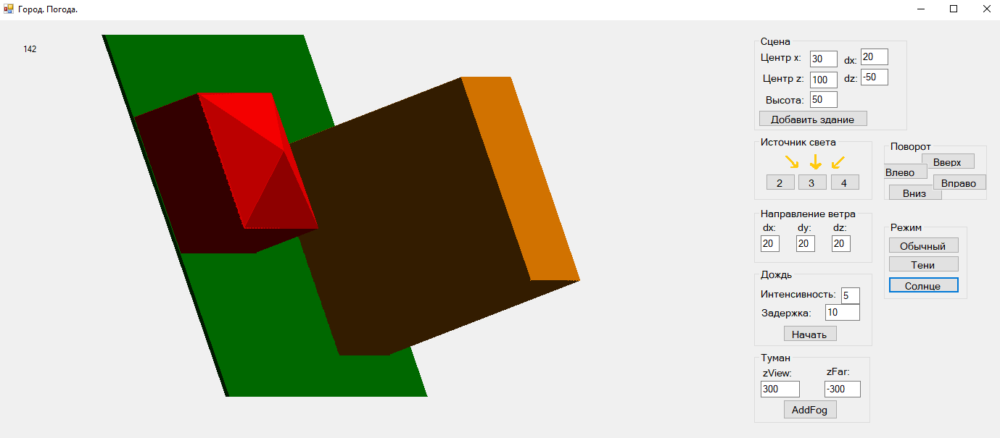 Город. Погода.
142
Сцена
Центр x: 30 dx: 20
Центр z: 100 dz: -50
Высота: 50
Добавить здание
Источник света
2 3 4
Поворот
Вверх
Влево
Вправо
Вниз
Направление ветра
dx: dy: dz:
20 20 20
Режим
Обычный
Тени
Солнце
Дождь
Интенсивность: 5
Задержка: 10
Начать
Туман
zView: zFar:
300 -300
AddFog